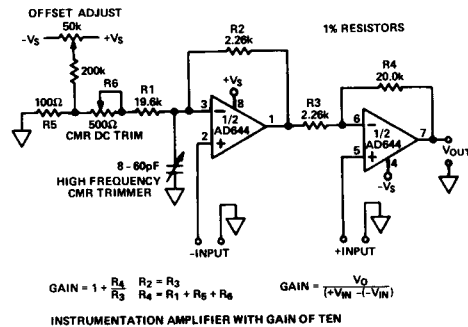 OFFSET ADJUST
50k
–VS
+VS
200k
R6
100Ω
R5
500Ω
CMR DC TRIM
R1
19.6k
8 – 60pF
HIGH FREQUENCY
CMR TRIMMER
R2
2.26k
+VS
8
3
2
1
1/2
AD644
–INPUT
R3
2.26k
1% RESISTORS
R4
20.0k
6
5
7
1/2
AD644
4
–VS
VOUT
+INPUT
GAIN = 1 + R4/R3 R2 = R3
R4 = R1 + R5 + R6
GAIN = VO/(+VIN –(–VIN)
INSTRUMENTATION AMPLIFIER WITH GAIN OF TEN